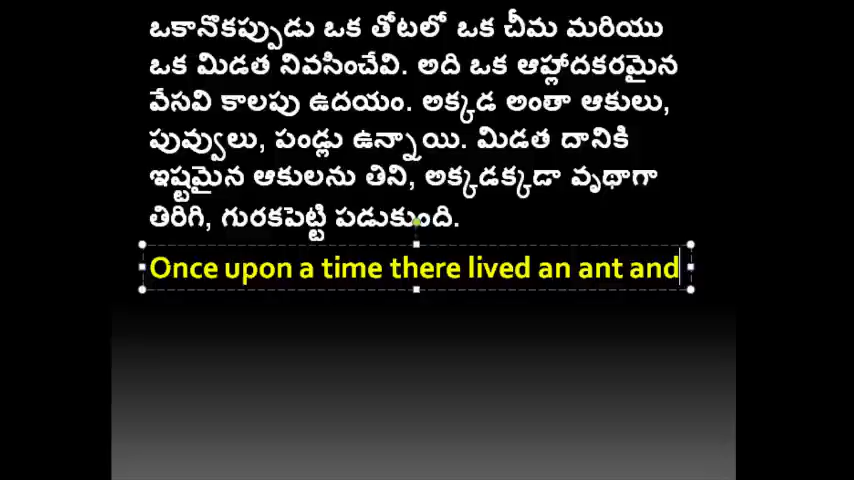 ఒకానొకప్పుడు ఒక తోటలో ఒక చీమ మరియు
ఒక మిడత నివసించేవి. అది ఒక ఆహ్లాదకరమైన
వేసవి కాలపు ఉదయం. అక్కడ అంతా ఆకులు,
పువ్వులు, పండ్లు ఉన్నాయి. మిడత దానికి
ఇష్టమైన ఆకులను తిని, అక్కడక్కడా వృథాగా
తిరిగి, గురకపెట్టి పడుకుంది.
Once upon a time there lived an ant and